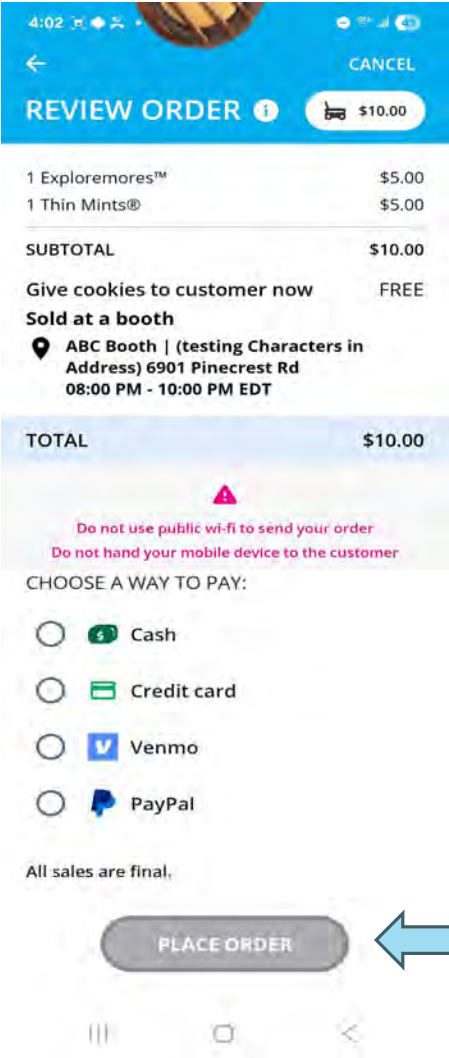 4:02
CANCEL
REVIEW ORDER
$10.00
1 Exploremores™ $5.00
1 Thin Mints® $5.00
SUBTOTAL $10.00
Give cookies to customer now FREE
Sold at a booth
ABC Booth | (testing Characters in
Address) 6901 Pinecrest Rd
08:00 PM - 10:00 PM EDT
TOTAL $10.00
Do not use public wi-fi to send your order
Do not hand your mobile device to the customer
CHOOSE A WAY TO PAY:
Cash
Credit card
Venmo
PayPal
All sales are final.
PLACE ORDER